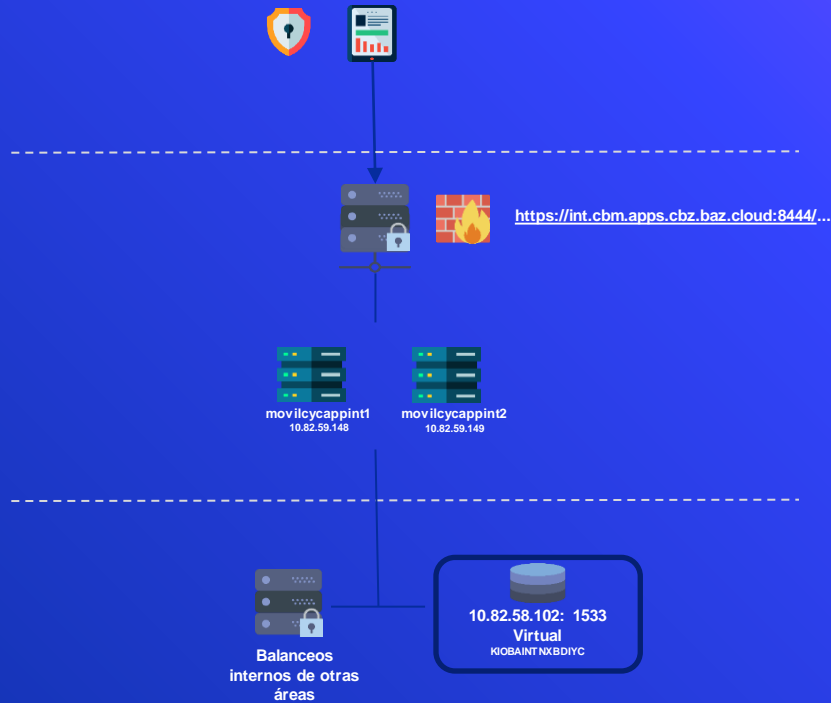 https://int.cbm.apps.cbz.baz.cloud:8444/...
movilcycappint1
10.82.59.148
movilcycappint2
10.82.59.149
Balanceos
internos de otras
áreas
10.82.58.102: 1533
Virtual
KIOBAINTNXBDIYC